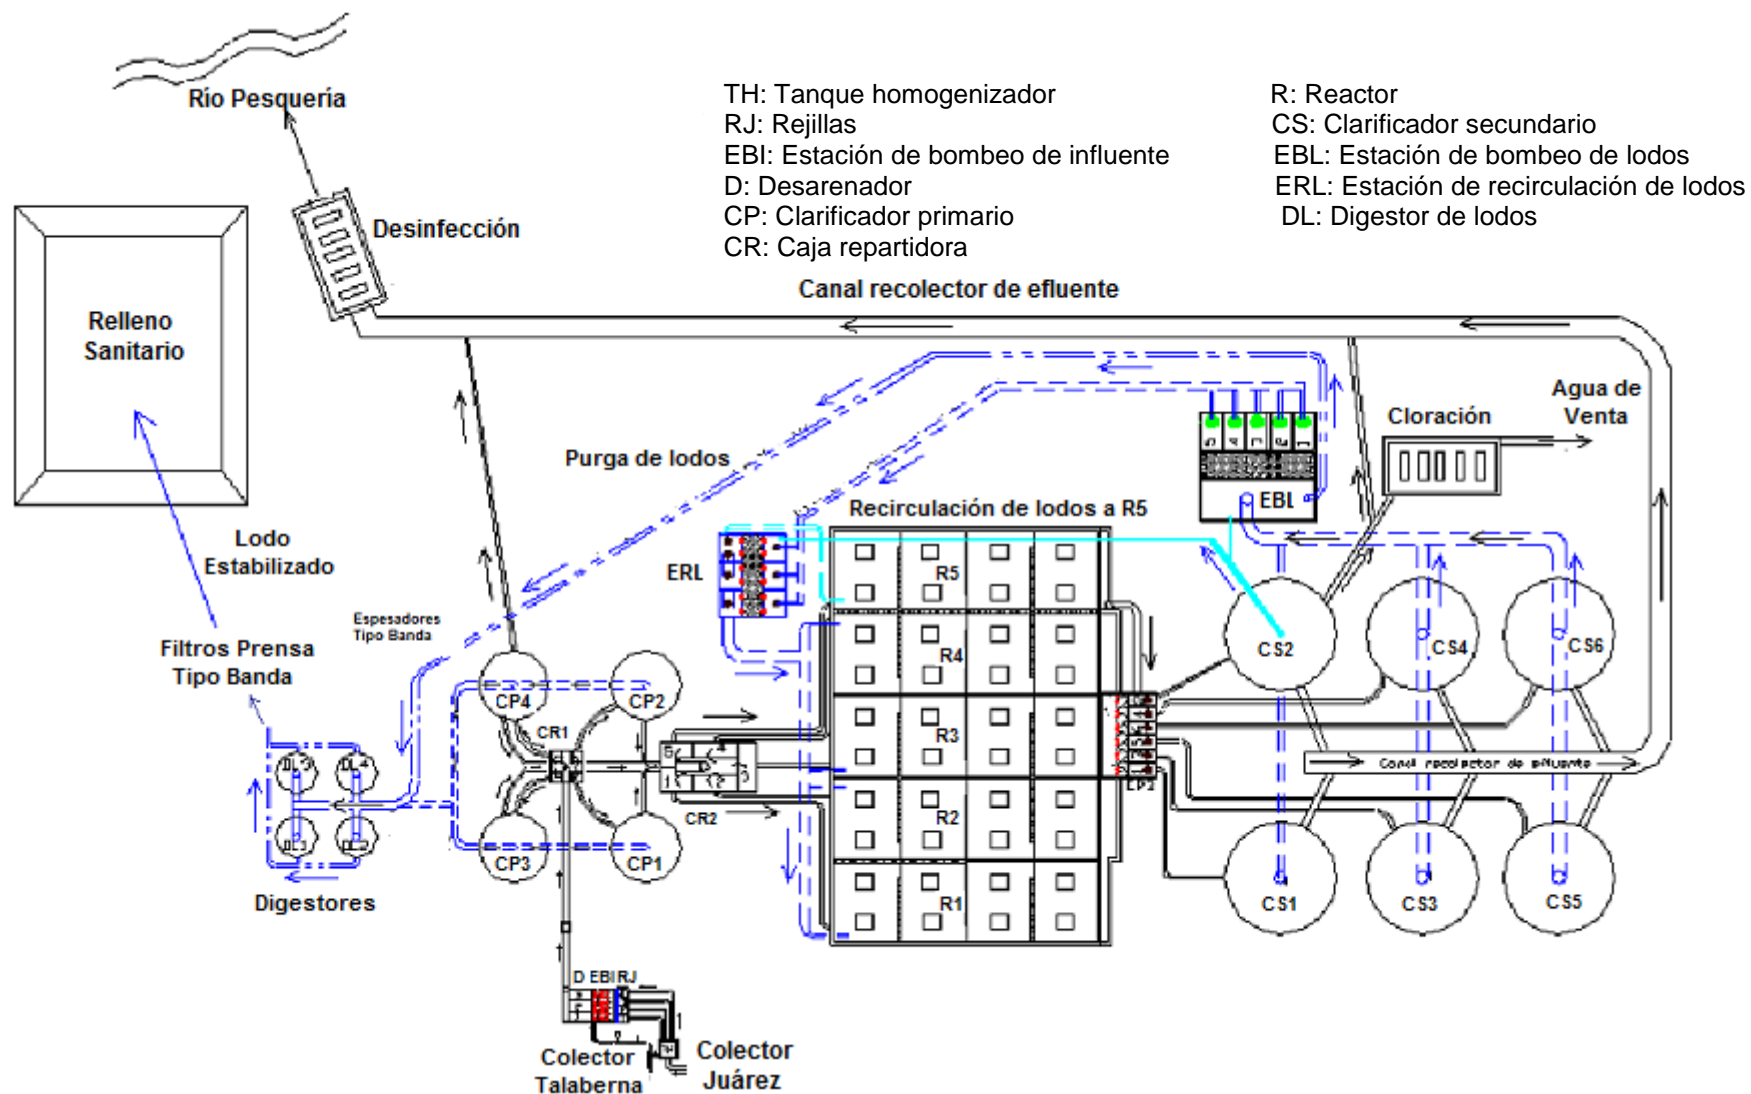 TH: Tanque homogenizador
RJ: Rejillas
EBI: Estación de bombeo de influente
D: Desarenador
CP: Clarificador primario
CR: Caja repartidora
R: Reactor
CS: Clarificador secundario
EBL: Estación de bombeo de lodos
ERL: Estación de recirculación de lodos
DL: Digestor de lodos
Río Pesquería
Desinfección
Canal recolector de efluente
Relleno
Sanitario
Agua de
Venta
Cloración
Purga de lodos
EBL
Recirculación de lodos a R5
Lodo
Estabilizado
ERL
R5
Espesadores
Tipo Banda
Filtros Prensa
Tipo Banda
R4
CS2
CS4
CS6
CP4
CP2
CR1
R3
DL3
DL4
Canal recolector de efluente
CR2
R2
DL1
DL2
CP3
CP1
Digestores
R1
CS1
CS3
CS5
D EBI RJ
TH
Colector
Talaberna
Colector
Juárez